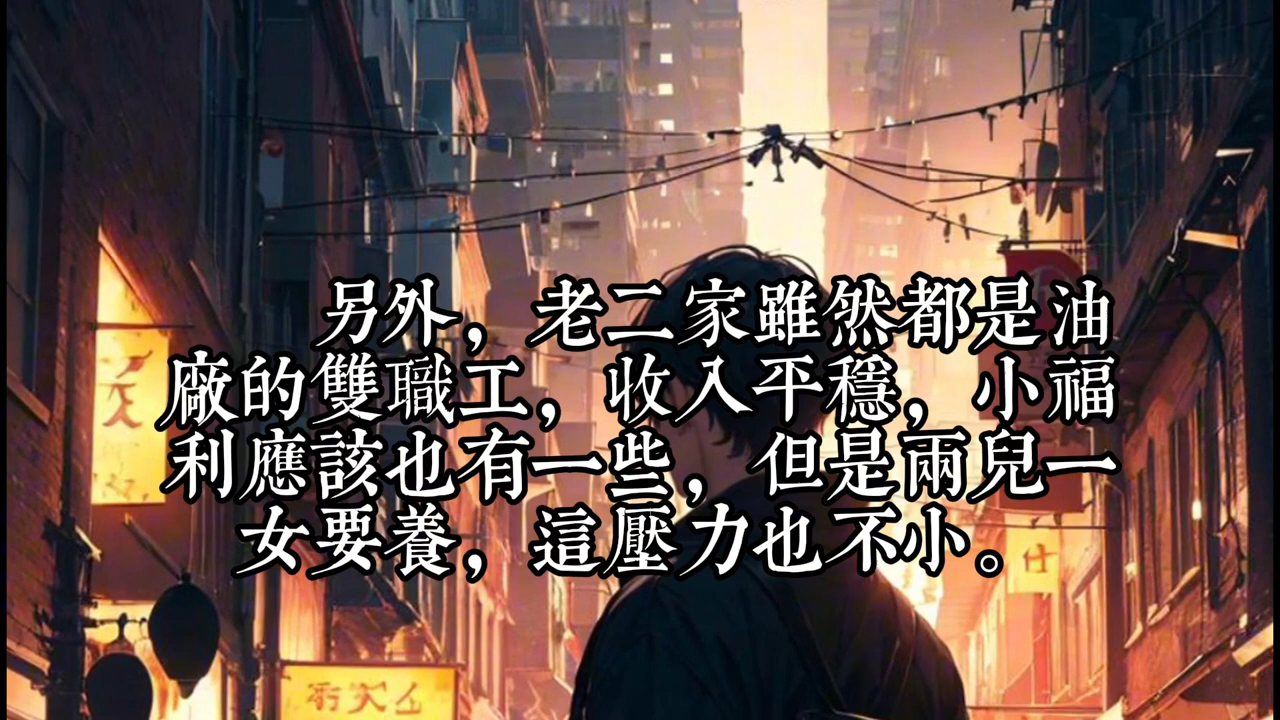 另外，老二家雖然都是油
廠的雙職工，收入平穩，小福
利應該也有一些，但是兩兒一
女要養，這壓力也不小。